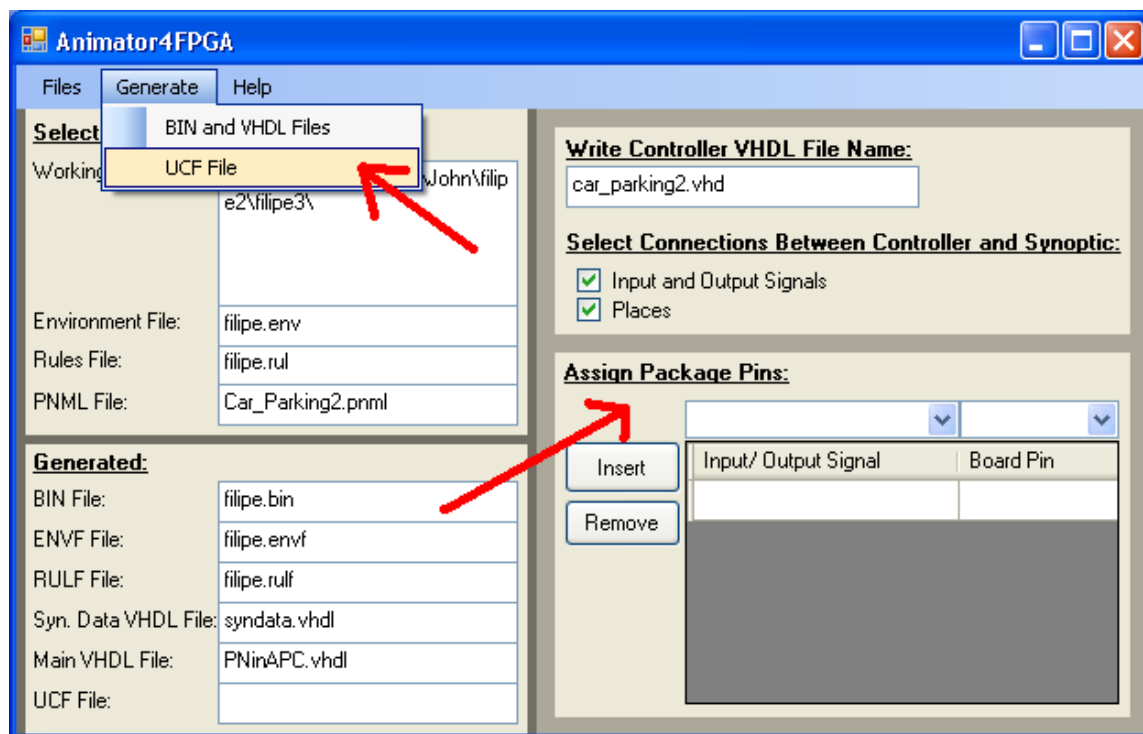 Animator4FPGA
Files Generate Help
BIN and VHDL Files
UCF File
Select
Working
\John\filip
e2\filipe3\
Environment File: filipe.env
Rules File: filipe.rul
PNML File: Car_Parking2.pnml
Generated:
BIN File: filipe.bin
ENVF File: filipe.envf
RULF File: filipe.rulf
Syn. Data VHDL File: syndata.vhdl
Main VHDL File: PNinAPC.vhdl
UCF File:
Write Controller VHDL File Name:
car_parking2.vhd
Select Connections Between Controller and Synoptic:
Input and Output Signals
Places
Assign Package Pins:
Insert
Remove
Input/ Output Signal Board Pin